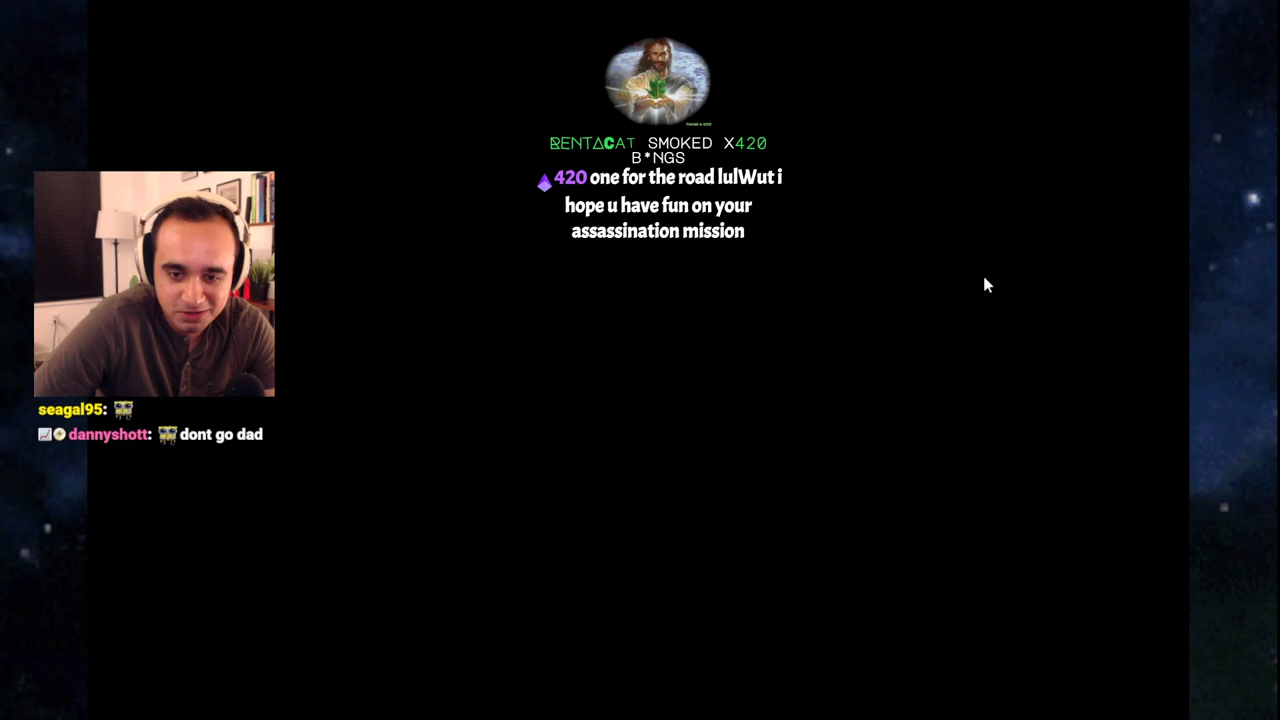 RENTACAT SMOKED X420
B*NGS
420 one for the road lulWut i
hope u have fun on your
assassination mission
seagal95:
dannyshott: dont go dad